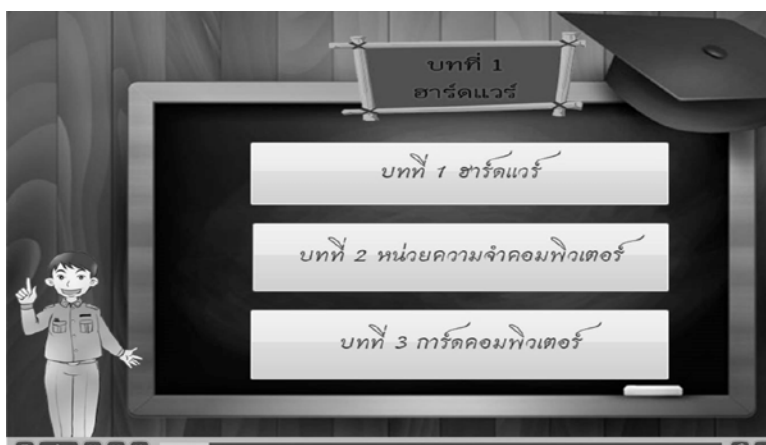 บทที่ 1
ฮาร์ดแวร์
บทที่ 1 ฮาร์ดแวร์
บทที่ 2 หน่วยความจำคอมพิวเตอร์
บทที่ 3 การ์ดคอมพิวเตอร์